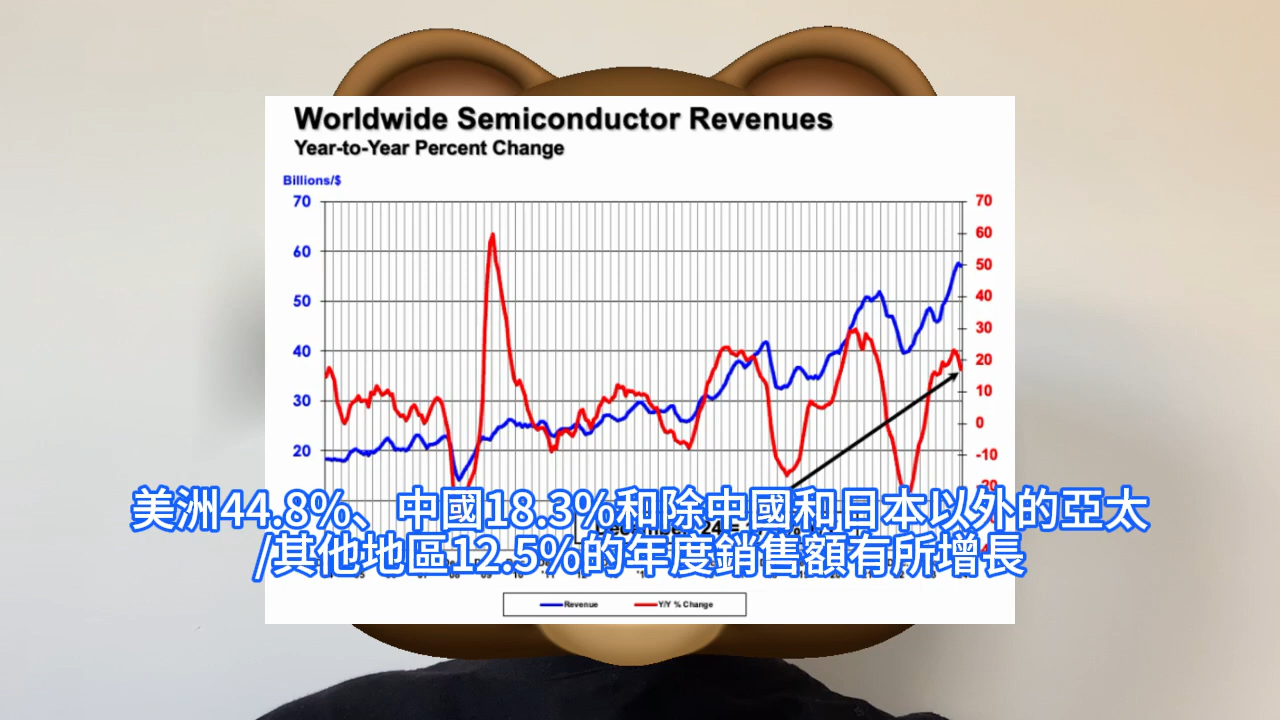 Worldwide Semiconductor Revenues
Year-to-Year Percent Change
Billions/$
70 70
60 60
50 50
40 40
30 30
20 20
10
0
-10
美洲44.8%、中國18.3%和除中國和日本以外的亞太
/其他地區12.5%的年度銷售額有所增長
Revenue Y/Y % Change